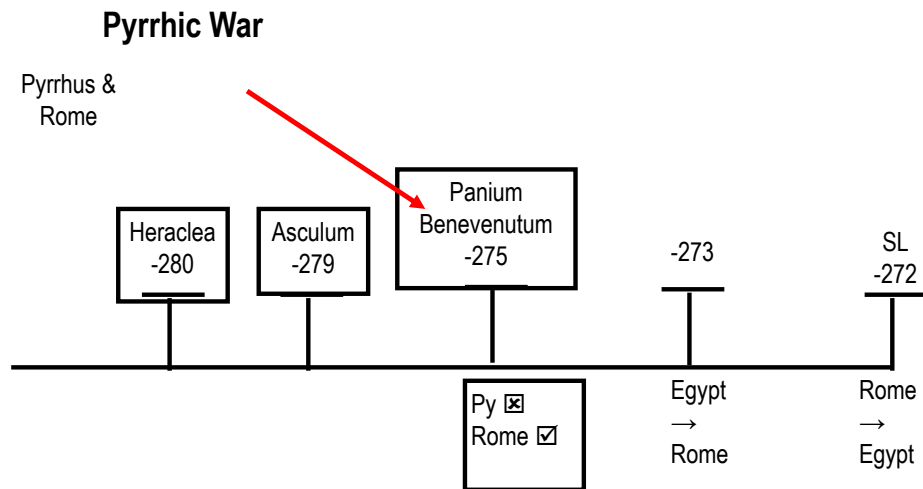 Pyrrhic War
Pyrrhus &
Rome
Heraclea
-280
Asculum
-279
Panium
Benevenutum
-275
-273
SL
-272
Py ☒
Rome ☑
Egypt
→
Rome
Rome
→
Egypt